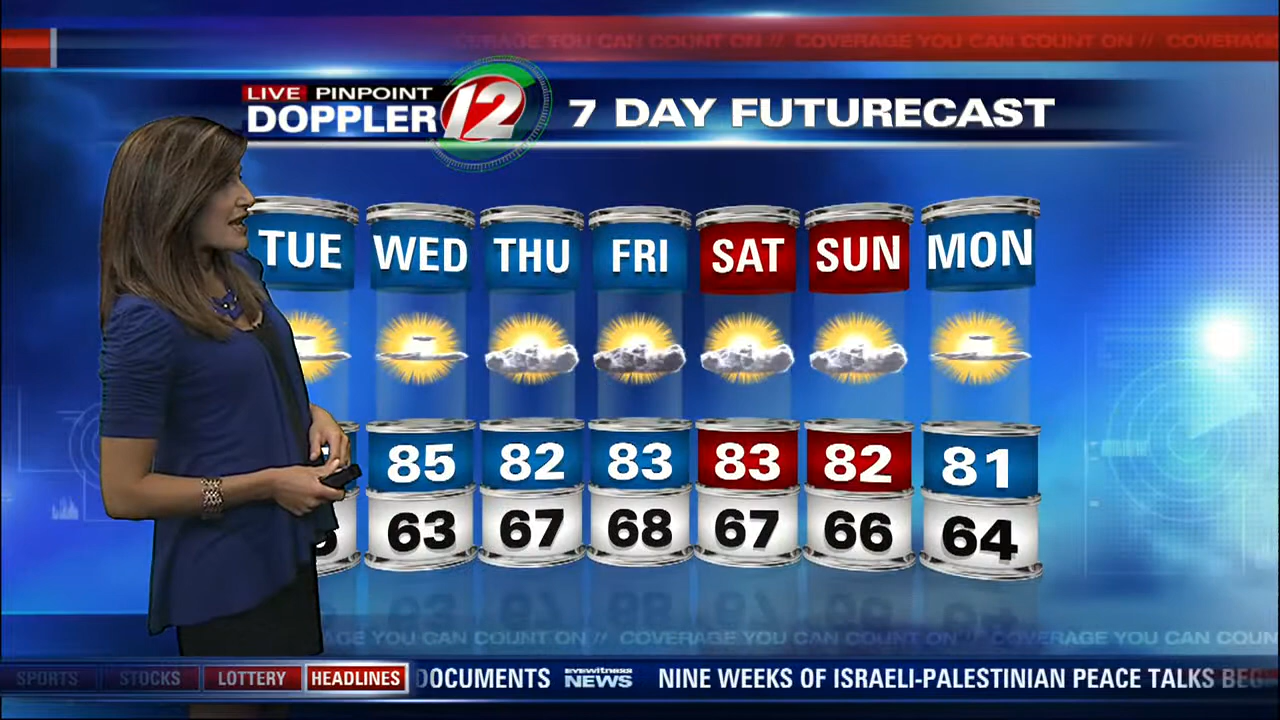 COVERAGE YOU CAN COUNT ON // COVERAGE YOU CAN COUNT ON // COVERAGE
LIVE PINPOINT
DOPPLER 12
7 DAY FUTURECAST
TUE WED THU FRI SAT SUN MON
85 82 83 83 82 81
63 67 68 67 66 64
AGE YOU CAN COUNT ON // COVERAGE YOU CAN COUNT ON // COVERAGE YOU CAN COUN
SPORTS STOCKS LOTTERY HEADLINES DOCUMENTS EYEWITNESS NEWS NINE WEEKS OF ISRAELI-PALESTINIAN PEACE TALKS BEG